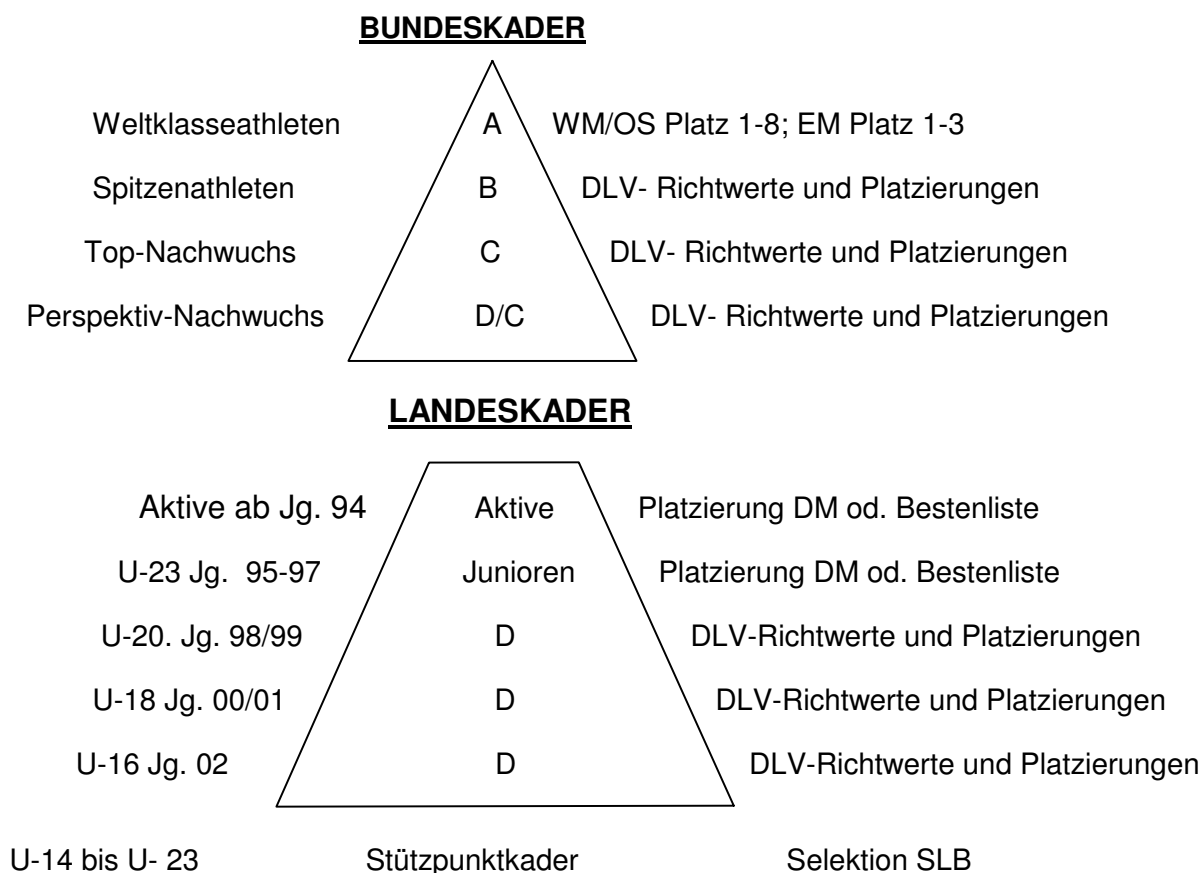 BUNDESKADER
Weltklasseathleten A WM/OS Platz 1-8; EM Platz 1-3
Spitzenathleten B DLV- Richtwerte und Platzierungen
Top-Nachwuchs C DLV- Richtwerte und Platzierungen
Perspektiv-Nachwuchs D/C DLV- Richtwerte und Platzierungen
LANDESKADER
Aktive ab Jg. 94 Aktive Platzierung DM od. Bestenliste
U-23 Jg. 95-97 Junioren Platzierung DM od. Bestenliste
U-20. Jg. 98/99 D DLV-Richtwerte und Platzierungen
U-18 Jg. 00/01 D DLV-Richtwerte und Platzierungen
U-16 Jg. 02 D DLV-Richtwerte und Platzierungen
U-14 bis U- 23 Stützpunktkader Selektion SLB